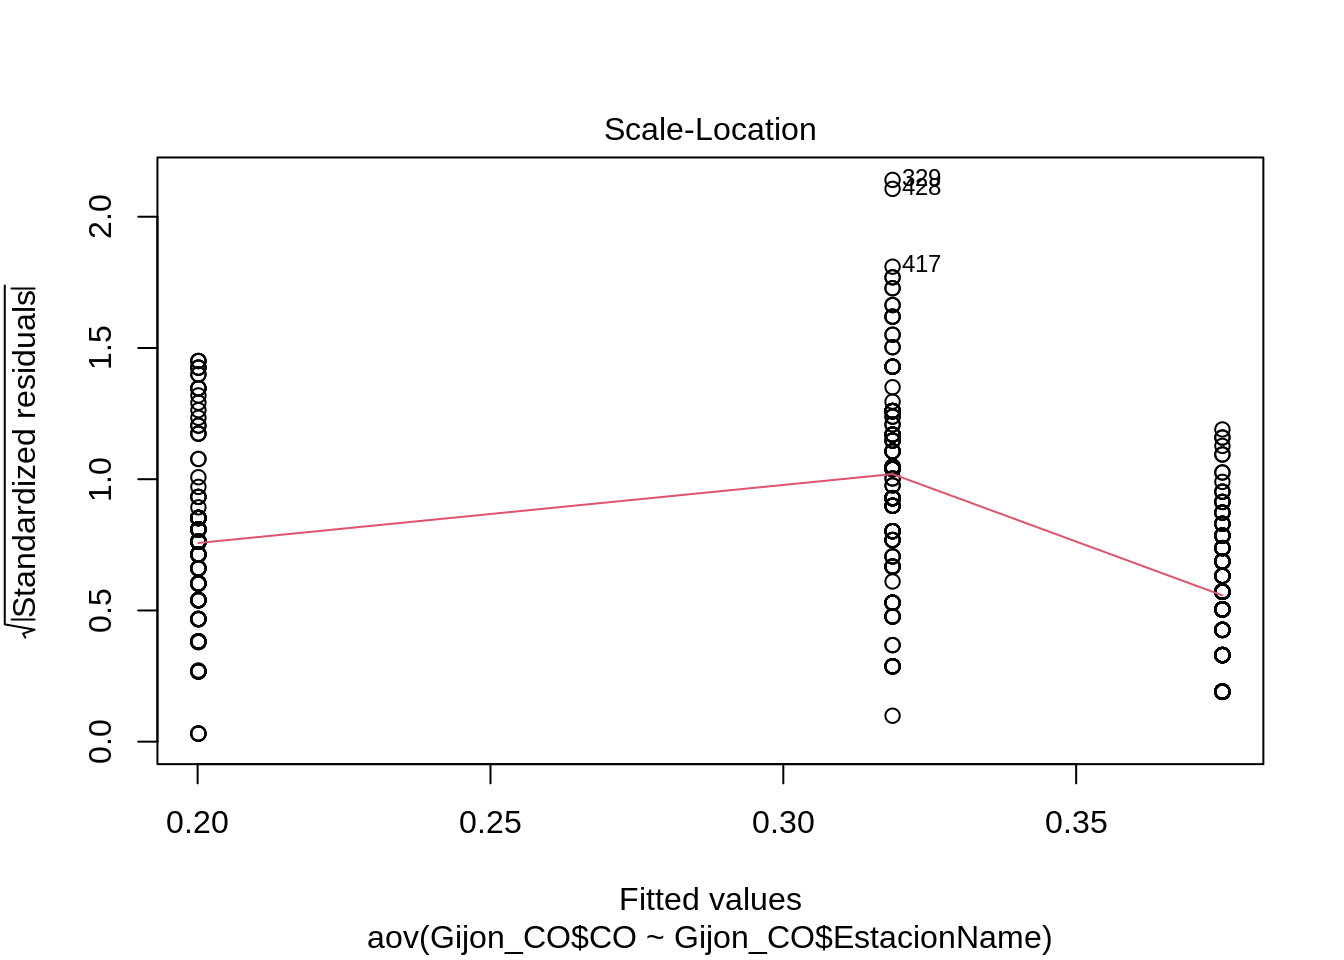 Scale-Location
√|Standardized residuals|
2.0
1.5
1.0
0.5
0.0
329
428
417
0.20 0.25 0.30 0.35
Fitted values
aov(Gijon_CO$CO ~ Gijon_CO$EstacionName)